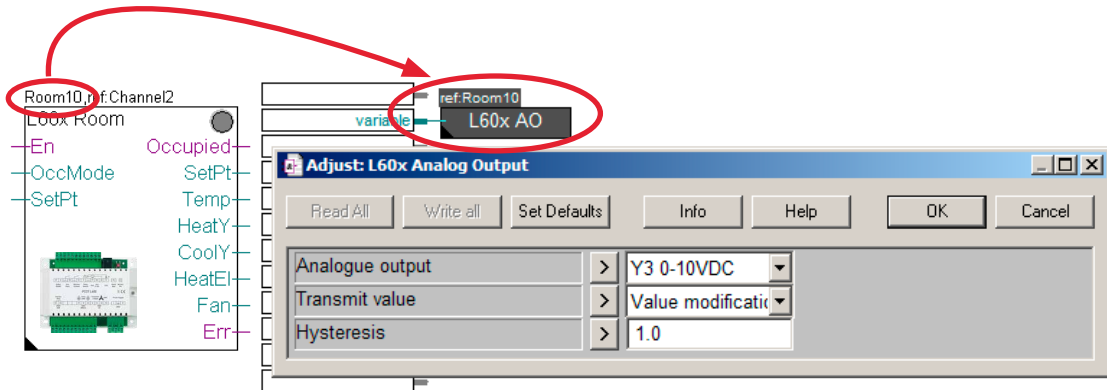 Room10,ref:Channel2
L60x Room
En
OccMode
SetPt
Occupied
SetPt
Temp
HeatY
CoolY
HeatEl
Fan
Err
variable
ref:Room10
L60x AO
Adjust: L60x Analog Output
Read All
Write all
Set Defaults
Info
Help
OK
Cancel
Analogue output > Y3 0-10VDC
Transmit value > Value modificatio
Hysteresis > 1.0